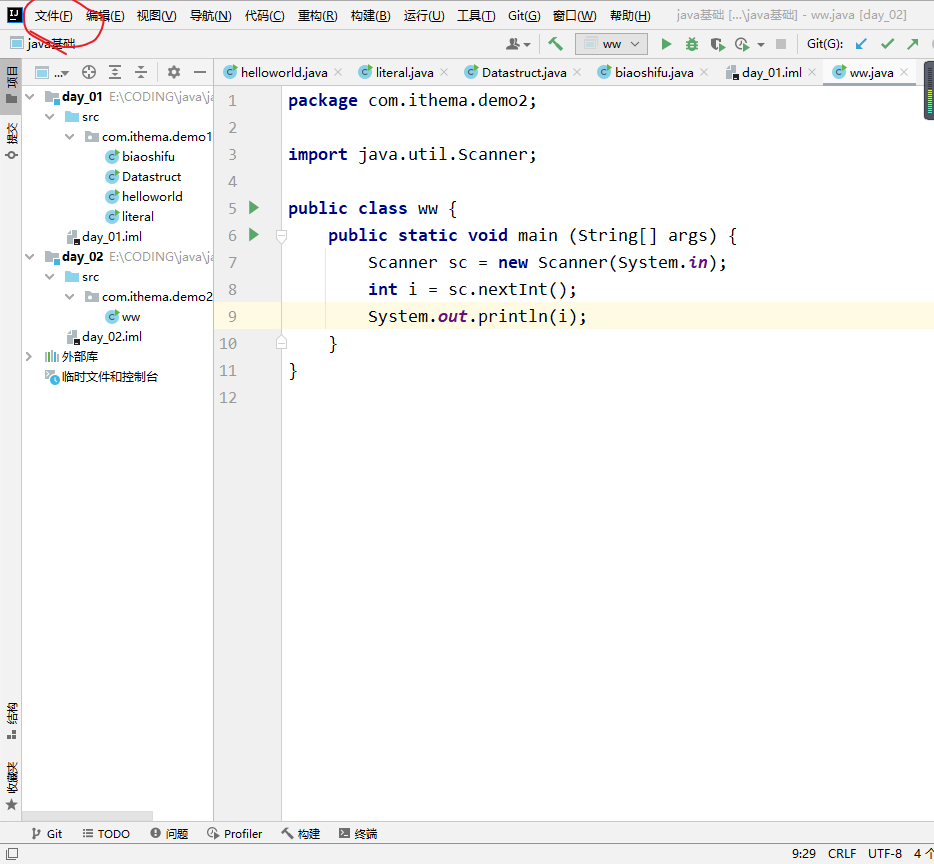 文件(F) 编辑(E) 视图(V) 导航(N) 代码(C) 重构(R) 构建(B) 运行(U) 工具(T) Git(G) 窗口(W) 帮助(H) java基础 [...\java基础] - ww.java [day_02]
java基础 ww Git(G):
项目
提交
结构
收藏夹
... helloworld.java literal.java Datastruct.java biaoshifu.java day_01.iml ww.java
day_01 E:\CODING\java\ja
src
com.ithema.demo1
biaoshifu
Datastruct
helloworld
literal
day_01.iml
day_02 E:\CODING\java\ja
src
com.ithema.demo2
ww
day_02.iml
外部库
临时文件和控制台
1 package com.ithema.demo2;
2
3 import java.util.Scanner;
4
5 public class ww {
6 public static void main (String[] args) {
7 Scanner sc = new Scanner(System.in);
8 int i = sc.nextInt();
9 System.out.println(i);
10 }
11 }
12
Git TODO 问题 Profiler 构建 终端
9:29 CRLF UTF-8 4 个